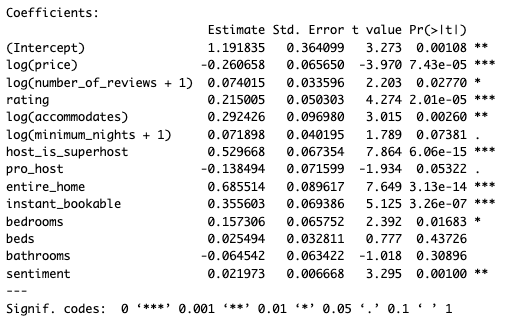 Coefficients:
Estimate Std. Error t value Pr(>|t|)
(Intercept) 1.191835 0.364099 3.273 0.00108 **
log(price) -0.260658 0.065650 -3.970 7.43e-05 ***
log(number_of_reviews + 1) 0.074015 0.033596 2.203 0.02770 *
rating 0.215005 0.050303 4.274 2.01e-05 ***
log(accommodates) 0.292426 0.096980 3.015 0.00260 **
log(minimum_nights + 1) 0.071898 0.040195 1.789 0.07381 .
host_is_superhost 0.529668 0.067354 7.864 6.06e-15 ***
pro_host -0.138494 0.071599 -1.934 0.05322 .
entire_home 0.685514 0.089617 7.649 3.13e-14 ***
instant_bookable 0.355603 0.069386 5.125 3.26e-07 ***
bedrooms 0.157306 0.065752 2.392 0.01683 *
beds 0.025494 0.032811 0.777 0.43726
bathrooms -0.064542 0.063422 -1.018 0.30896
sentiment 0.021973 0.006668 3.295 0.00100 **
---
Signif. codes: 0 ‘***’ 0.001 ‘**’ 0.01 ‘*’ 0.05 ‘.’ 0.1 ‘ ’ 1